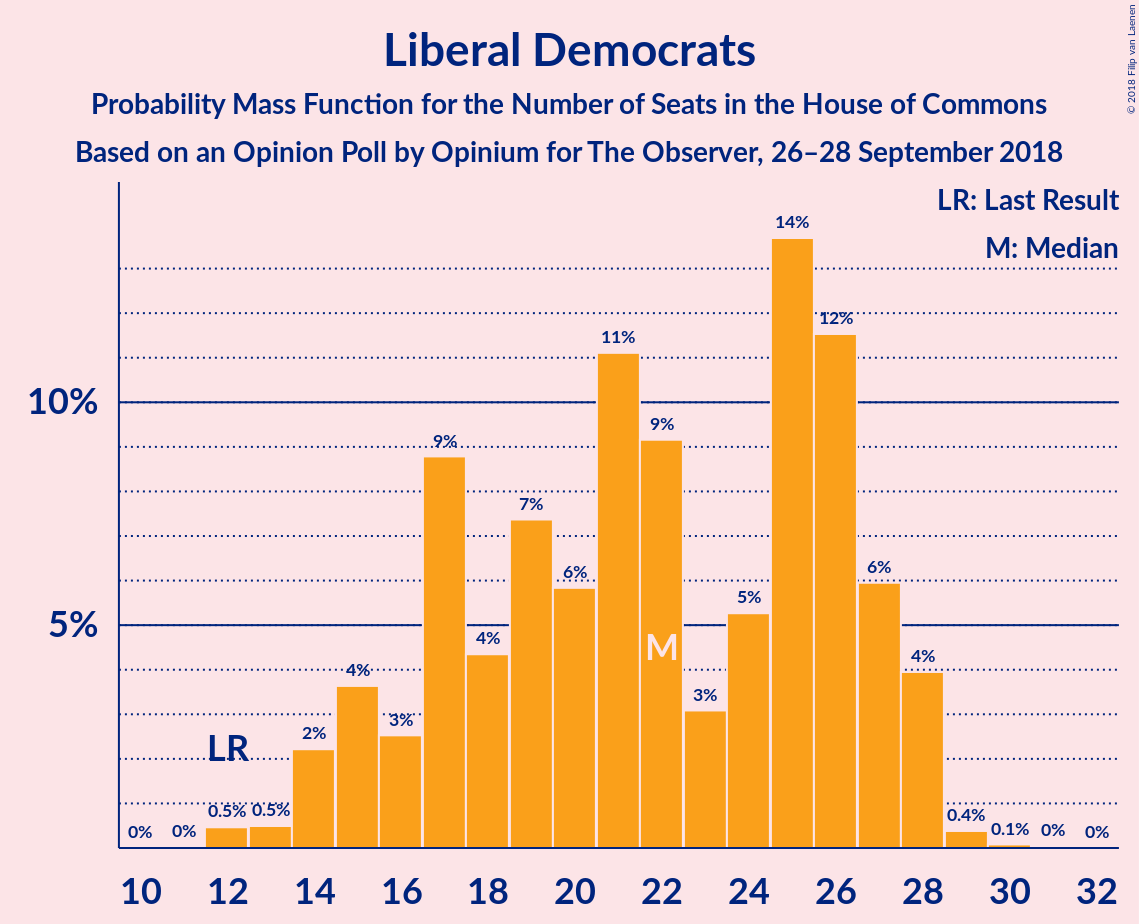 Liberal Democrats
Probability Mass Function for the Number of Seats in the House of Commons
Based on an Opinion Poll by Opinium for The Observer, 26–28 September 2018
© 2018 Filip van Laenen
LR: Last Result
M: Median
10%
5%
0%
0%
0.5%
0.5%
2%
4%
3%
9%
4%
7%
6%
11%
9%
3%
5%
14%
12%
6%
4%
0.4%
0.1%
0%
0%
LR
M
10 12 14 16 18 20 22 24 26 28 30 32